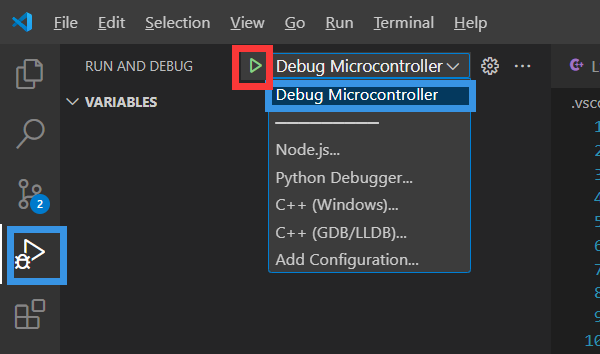 File Edit Selection View Go Run Terminal Help
RUN AND DEBUG Debug Microcontroller
VARIABLES
Debug Microcontroller
Node.js...
Python Debugger...
C++ (Windows)...
C++ (GDB/LLDB)...
Add Configuration...
2
L
.vsco
1
2
3
4
5
6
7
8
9
10